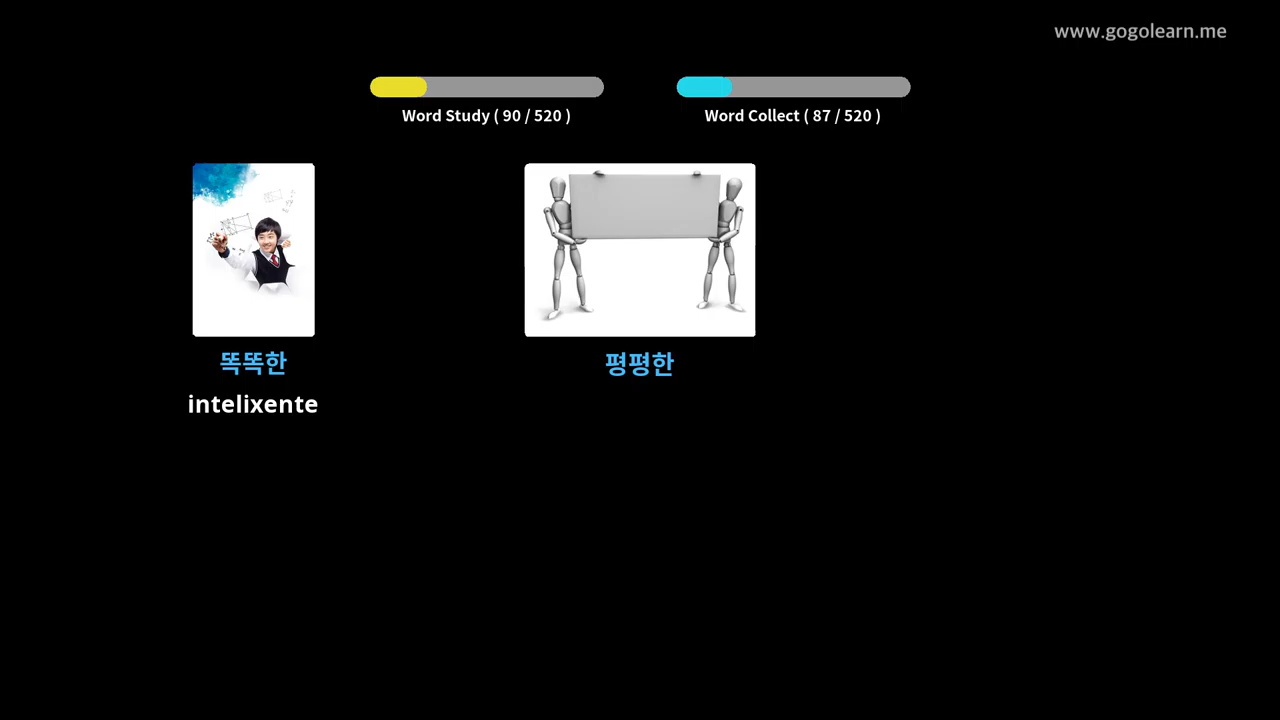 www.gogolearn.me
Word Study ( 90 / 520 )
Word Collect ( 87 / 520 )
똑똑한
평평한
intelixente